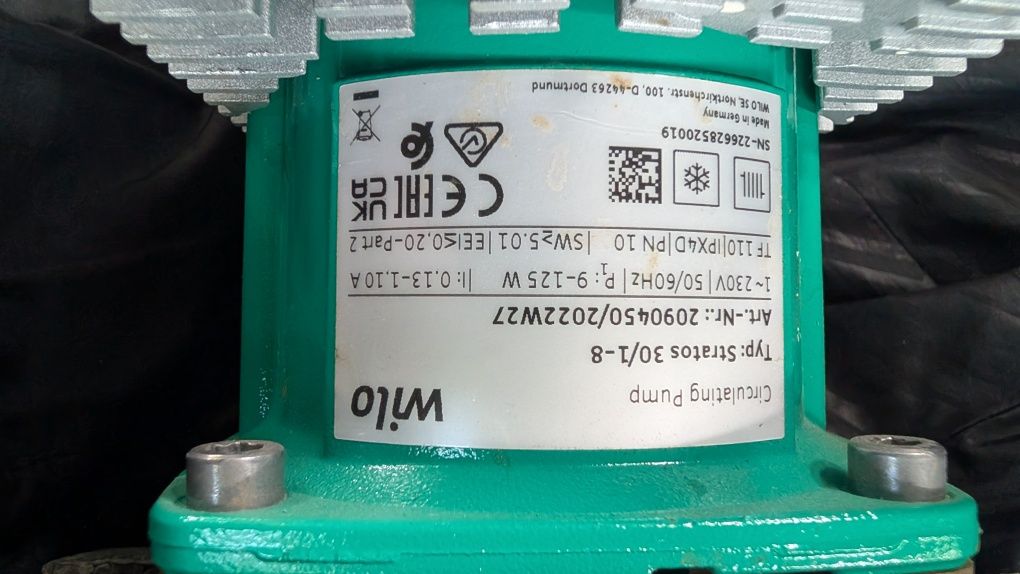 Circulating Pump
wilo
Typ: Stratos 30/1-8
Art.-Nr.: 2090450/2022W27
1~230V | 50/60Hz | P1: 9-125 W | I: 0,13-1,10 A
TF 110 | IPX4D | PN 10 | SW≥5.01 | EEI≤0,20-Part 2
CE EAC UK CA
SN-226628520019
Made in Germany
WILO SE, Nortkirchenstr. 100, D-44263 Dortmund